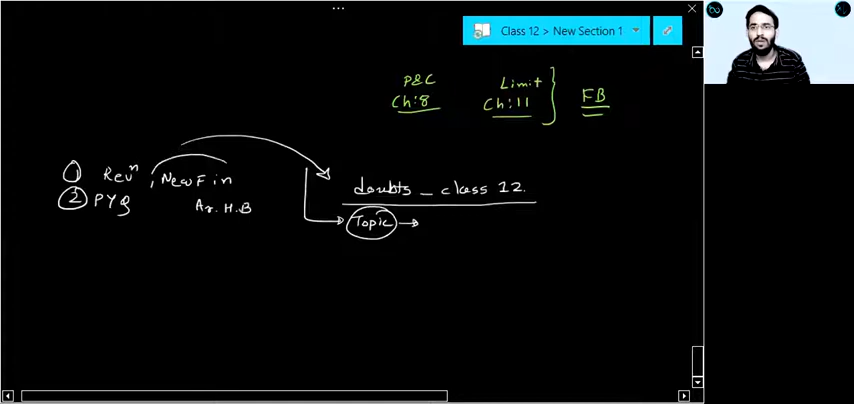 Class 12 > New Section 1
P&C
Ch:8
Limit
Ch:11
FB
① Revⁿ, NewF in
② PYQ
Ar. H.B
doubts _ class 12.
Topic →